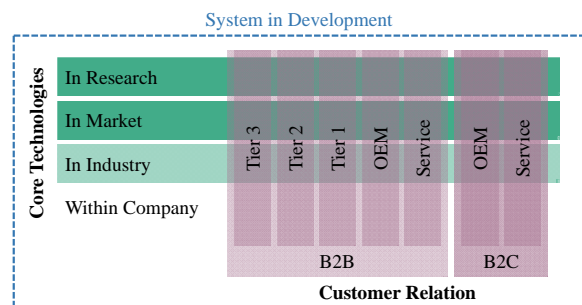 System in Development
Core Technologies
In Research
In Market
In Industry
Within Company
Tier 3
Tier 2
Tier 1
OEM
Service
OEM
Service
B2B
B2C
Customer Relation